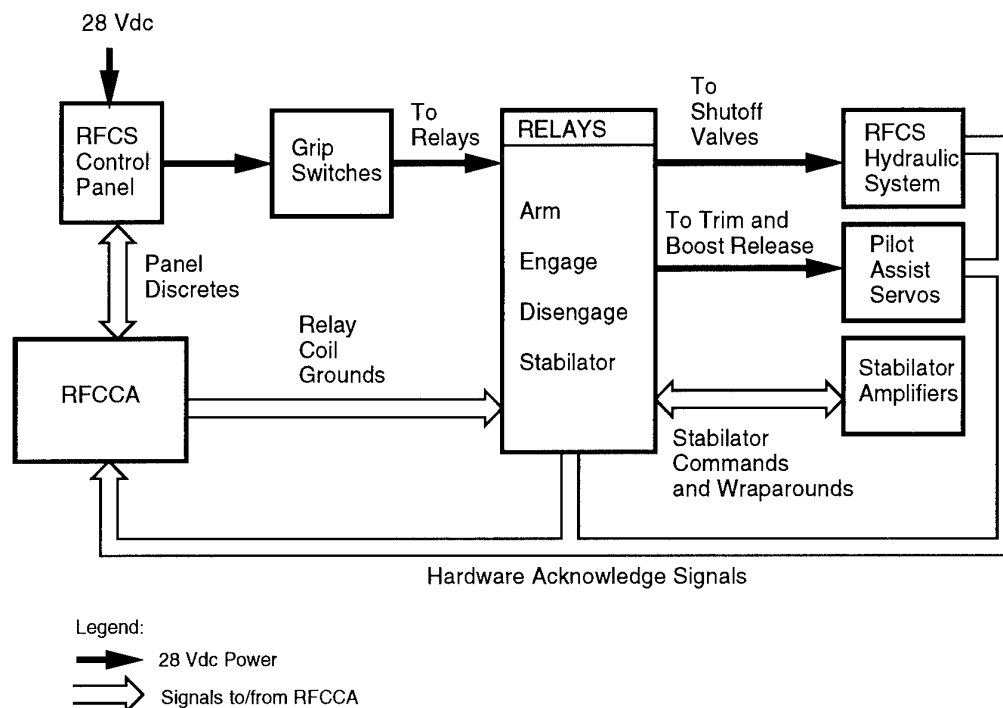 28 Vdc
RFCS
Control
Panel
Grip
Switches
To
Relays
RELAYS
Arm
Engage
Disengage
Stabilator
To
Shutoff
Valves
RFCS
Hydraulic
System
To Trim and
Boost Release
Pilot
Assist
Servos
Panel
Discretes
RFCCA
Relay
Coil
Grounds
Stabilator
Amplifiers
Stabilator
Commands
and Wraparounds
Hardware Acknowledge Signals
Legend:
28 Vdc Power
Signals to/from RFCCA